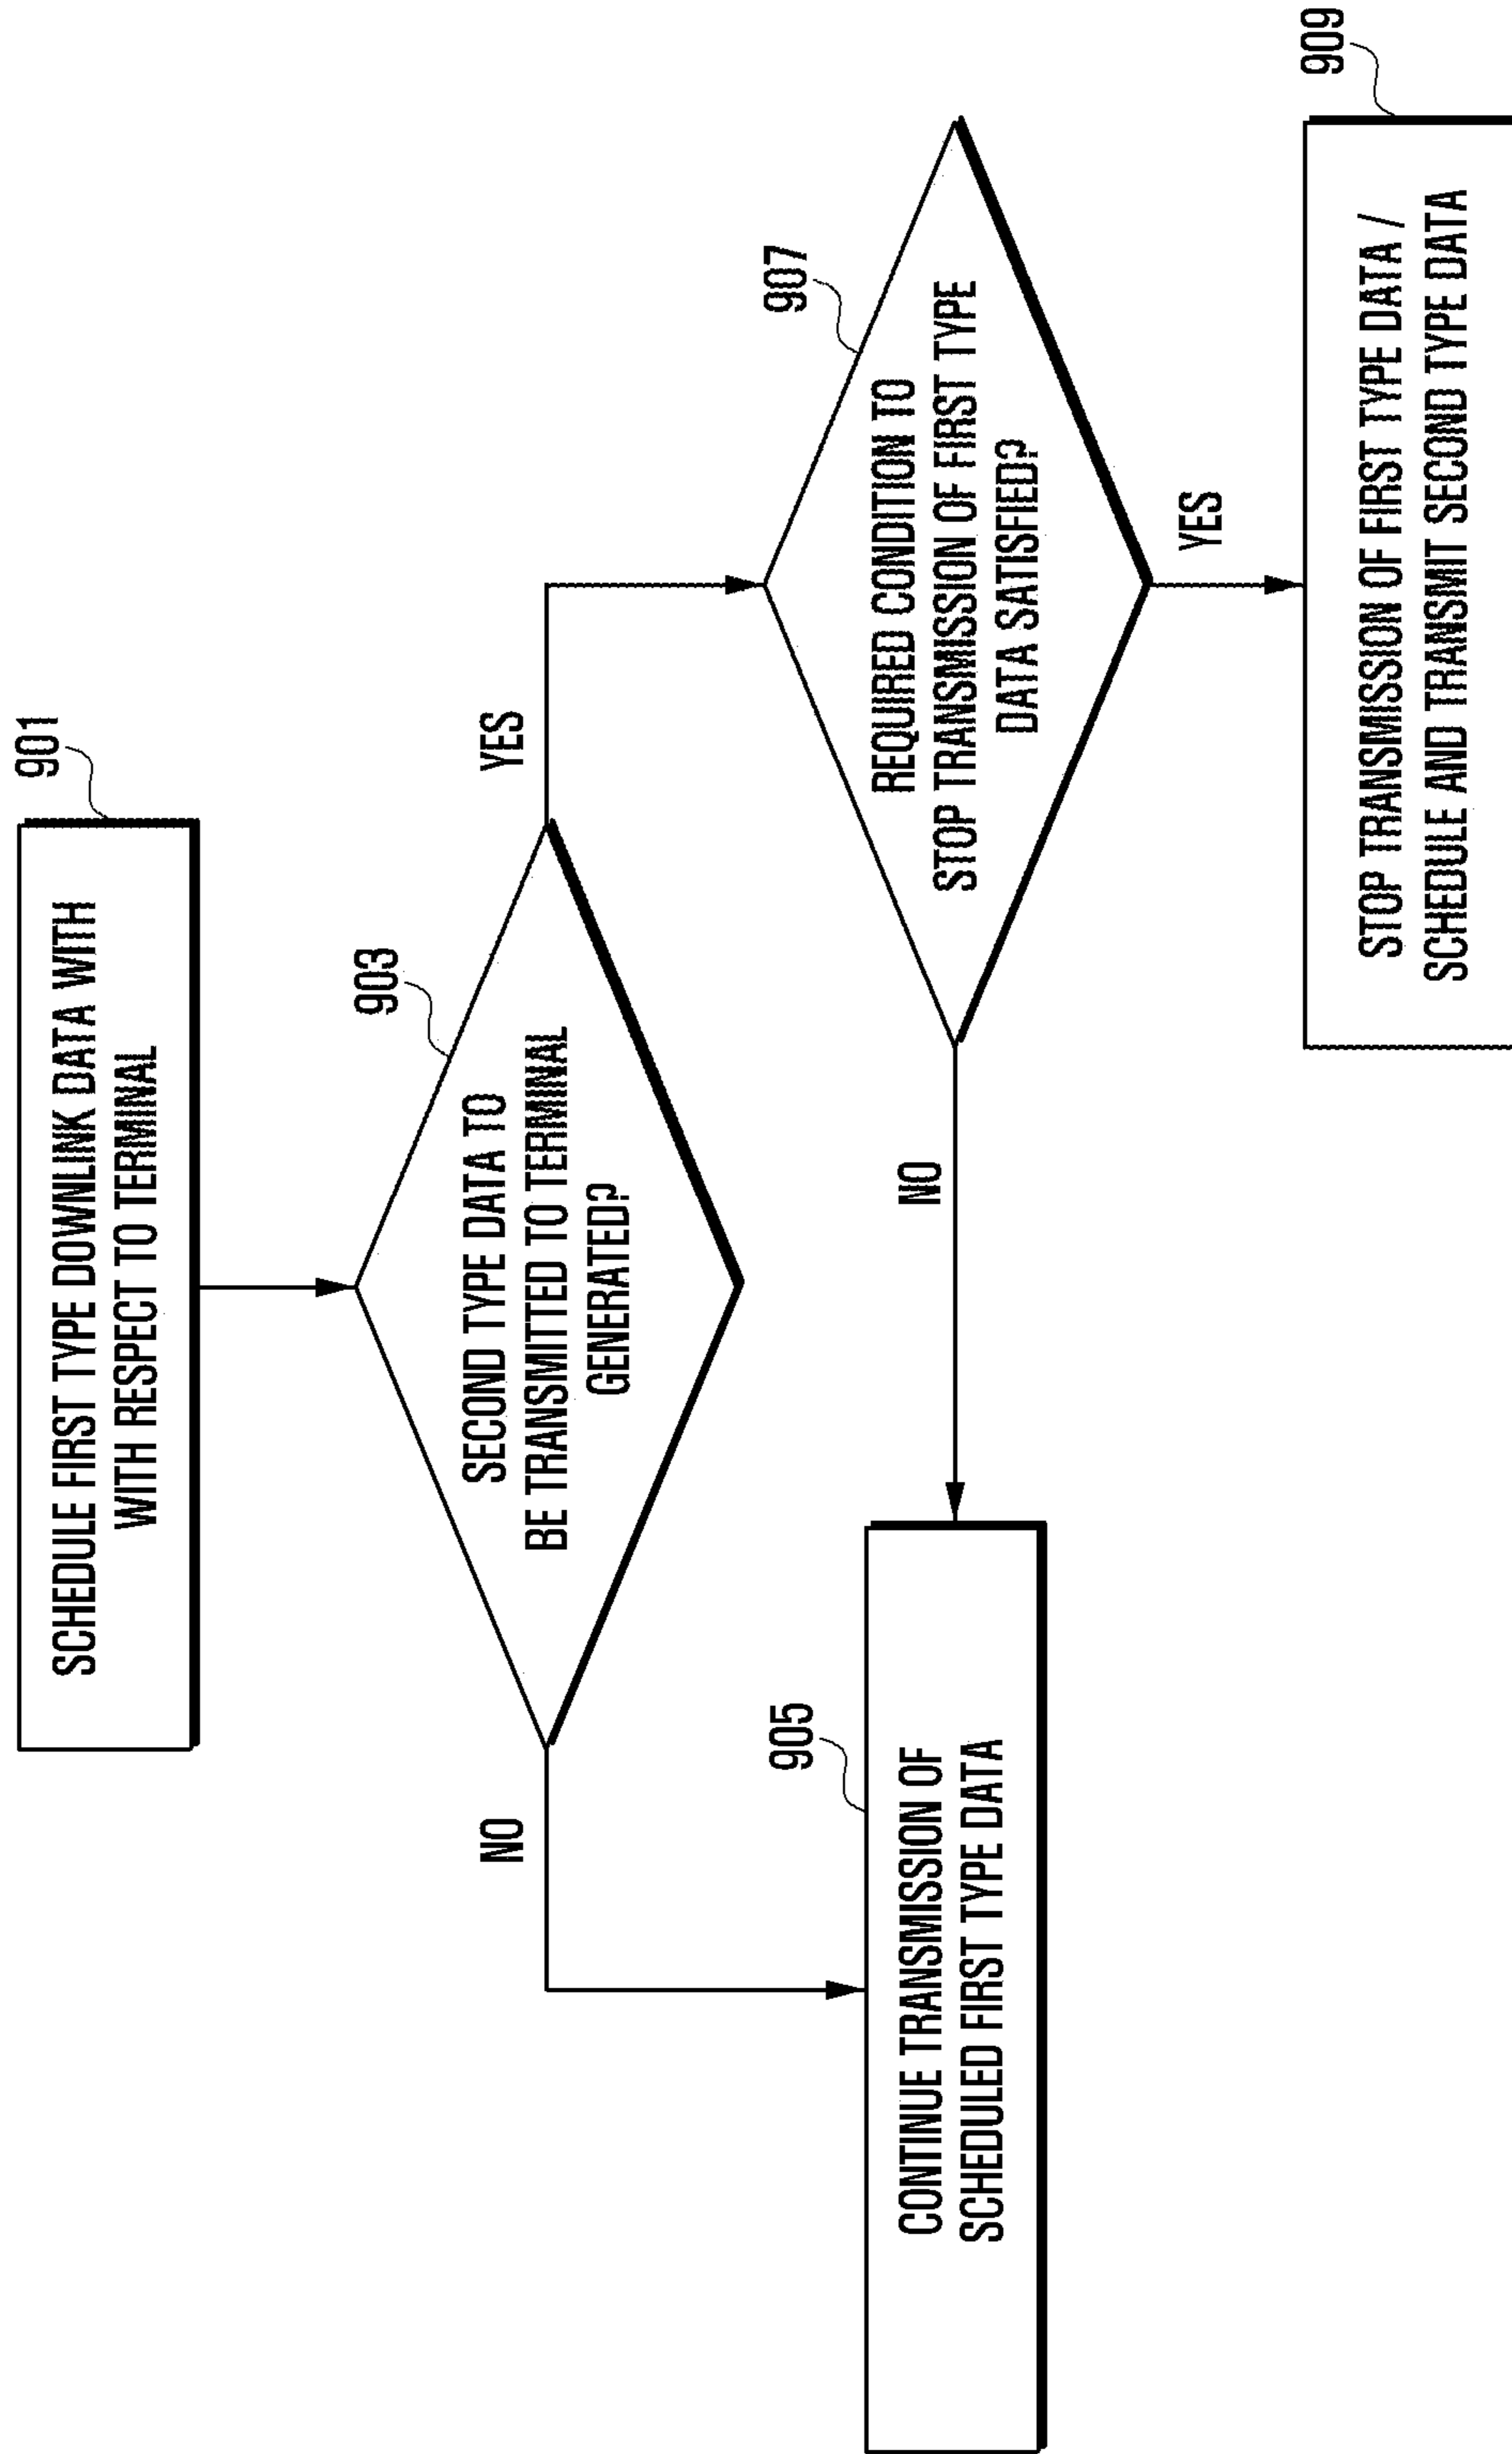 901
SCHEDULE FIRST TYPE DOWNLINK DATA WITH
WITH RESPECT TO TERMINAL
903
SECOND TYPE DATA TO
BE TRANSMITTED TO TERMINAL
GENERATED?
NO
YES
905
CONTINUE TRANSMISSION OF
SCHEDULED FIRST TYPE DATA
907
REQUIRED CONDITION TO
STOP TRANSMISSION OF FIRST TYPE
DATA SATISFIED?
NO
YES
909
STOP TRANSMISSION OF FIRST TYPE DATA /
SCHEDULE AND TRANSMIT SECOND TYPE DATA